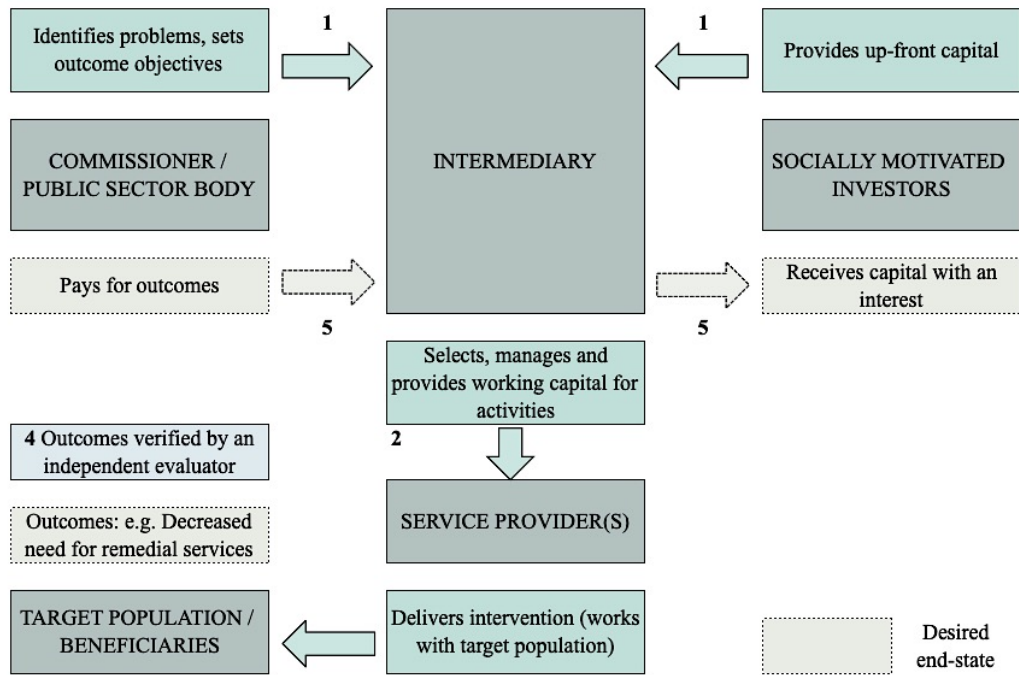 Identifies problems, sets
outcome objectives
1
1
Provides up-front capital
COMMISSIONER /
PUBLIC SECTOR BODY
INTERMEDIARY
SOCIALLY MOTIVATED
INVESTORS
Pays for outcomes
5
5
Receives capital with an
interest
Selects, manages and
provides working capital for
activities
2
4 Outcomes verified by an
independent evaluator
SERVICE PROVIDER(S)
Outcomes: e.g. Decreased
need for remedial services
TARGET POPULATION /
BENEFICIARIES
Delivers intervention (works
with target population)
Desired
end-state